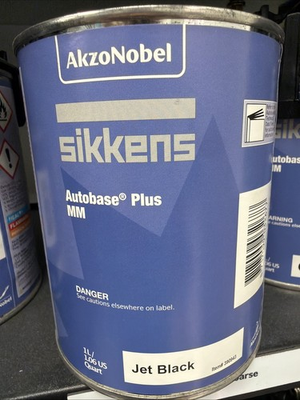 AkzoNobel
sikkens
Autobase® Plus
MM
DANGER
See cautions elsewhere on label.
1L /
1.06 US
Quart
Jet Black
WARNING
arse